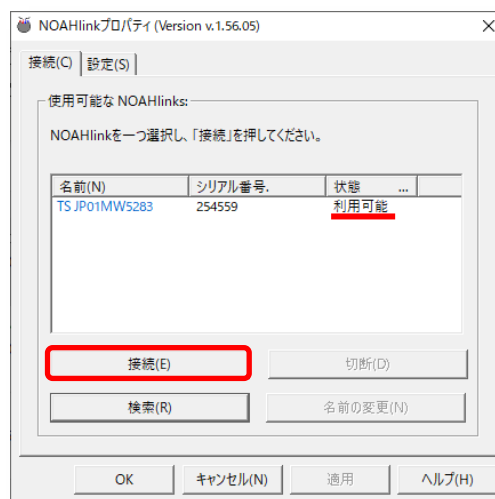 NOAHlinkプロパティ (Version v.1.56.05)
接続(C) 設定(S)
使用可能な NOAHlinks:
NOAHlinkを一つ選択し、「接続」を押してください。
名前(N) シリアル番号. 状態 ...
TS JP01MW5283 254559 利用可能
接続(E) 切断(D)
検索(R) 名前の変更(N)
OK キャンセル(N) 適用 ヘルプ(H)